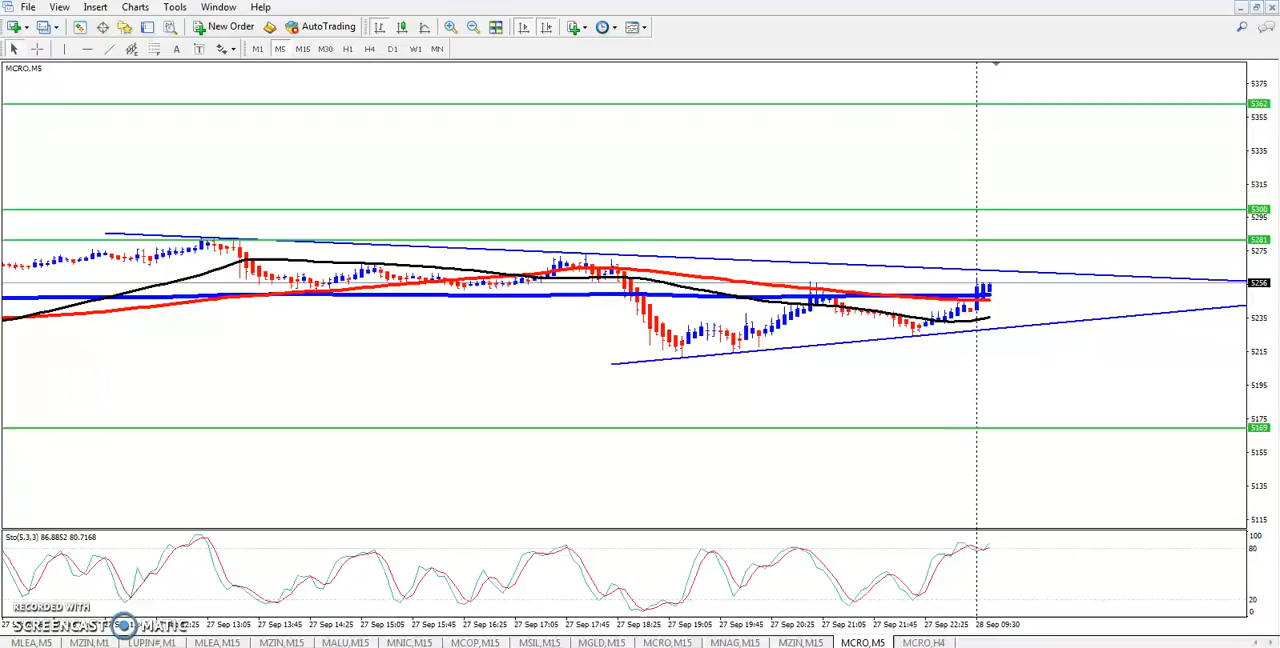 File View Insert Charts Tools Window Help
New Order AutoTrading
A T M1 M5 M15 M30 H1 H4 D1 W1 MN
MCRO,M5
5375
5362
5355
5335
5315
5300
5295
5281
5275
5256
5235
5215
5195
5175
5169
5155
5135
5115
Sto(5,3,3) 86.8852 80.7168
100
80
20
0
RECORDED WITH
SCREENCAST MATIC
12:25 27 Sep 13:05 27 Sep 13:45 27 Sep 14:25 27 Sep 15:05 27 Sep 15:45 27 Sep 16:25 27 Sep 17:05 27 Sep 17:45 27 Sep 18:25 27 Sep 19:05 27 Sep 19:45 27 Sep 20:25 27 Sep 21:05 27 Sep 21:45 27 Sep 22:25 28 Sep 09:30
MLEA,M5 MZIN,M1 LUPIN#,M1 MLEA,M15 MZIN,M15 MALU,M15 MNIC,M15 MCOP,M15 MSIL,M15 MGLD,M15 MCRO,M15 MNAG,M15 MZIN,M15 MCRO,M5 MCRO,H4